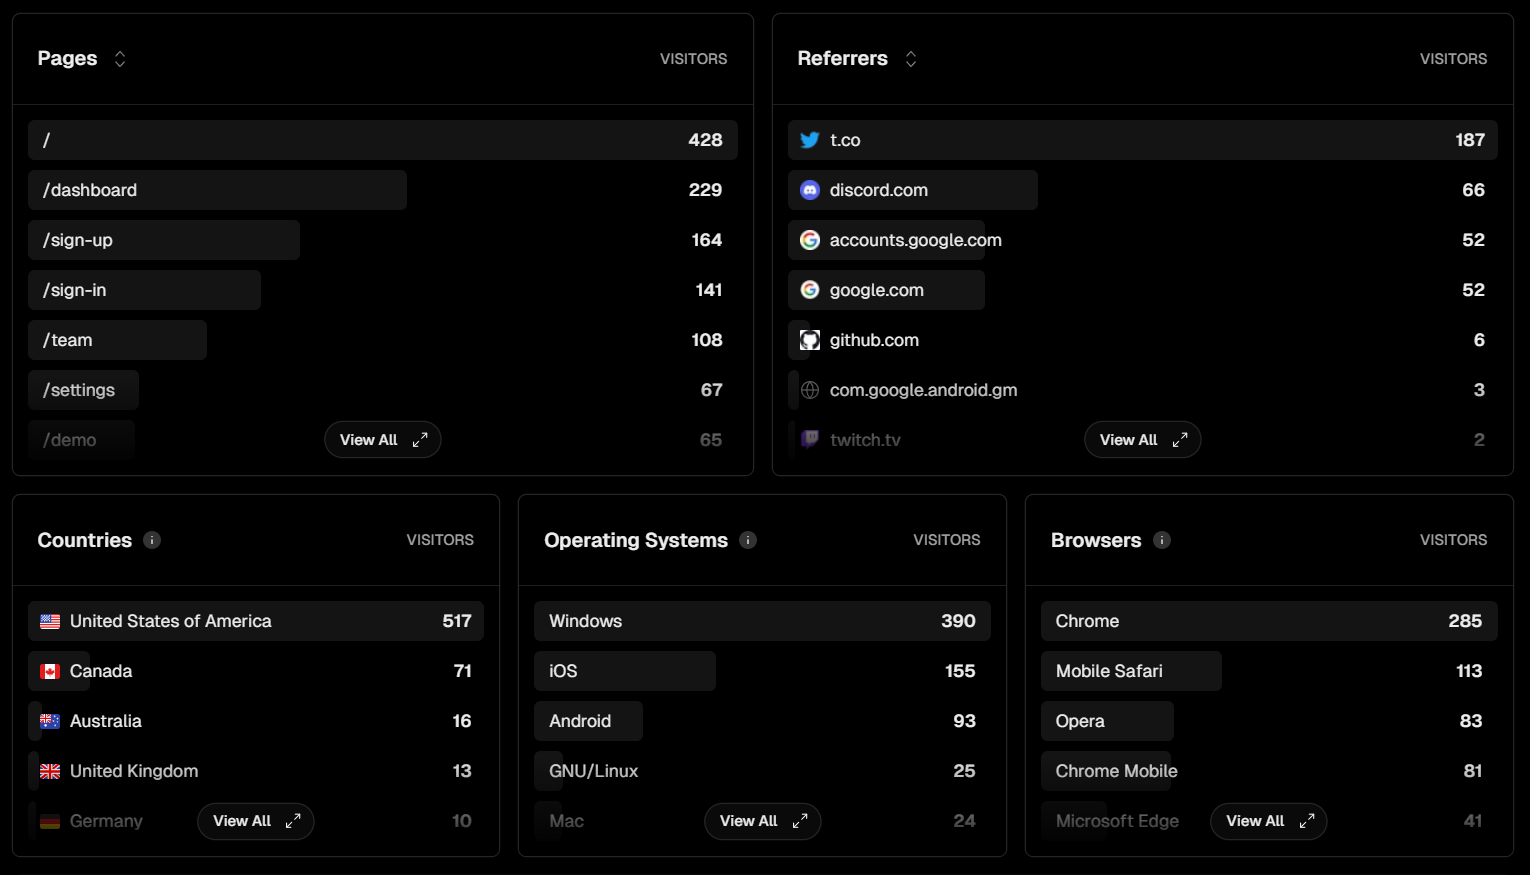 Pages VISITORS
/ 428
/dashboard 229
/sign-up 164
/sign-in 141
/team 108
/settings 67
/demo 65
View All
Referrers VISITORS
t.co 187
discord.com 66
accounts.google.com 52
google.com 52
github.com 6
com.google.android.gm 3
twitch.tv 2
View All
Countries VISITORS
United States of America 517
Canada 71
Australia 16
United Kingdom 13
Germany 10
View All
Operating Systems VISITORS
Windows 390
iOS 155
Android 93
GNU/Linux 25
Mac 24
View All
Browsers VISITORS
Chrome 285
Mobile Safari 113
Opera 83
Chrome Mobile 81
Microsoft Edge 41
View All